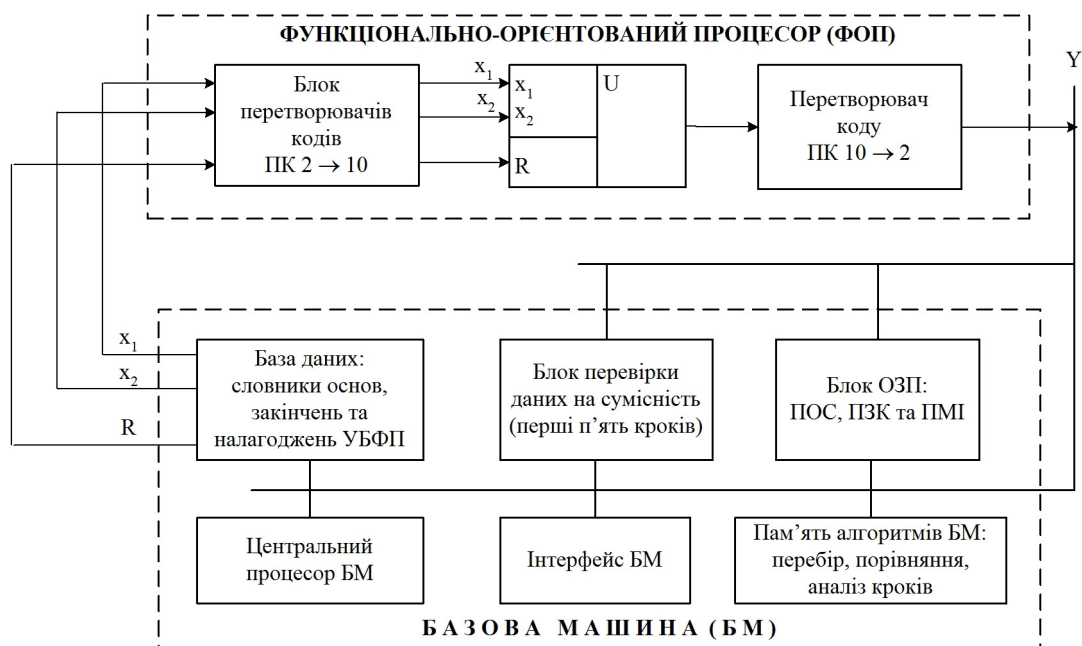 ФУНКЦІОНАЛЬНО-ОРІЄНТОВАНИЙ ПРОЦЕСОР (ФОП)
Y
Блок
перетворювачів
кодів
ПК 2 → 10
x1
x2
x1
x2
R
U
Перетворювач
коду
ПК 10 → 2
x1
x2
R
База даних:
словники основ,
закінчень та
налагоджень УБФП
Блок перевірки
даних на сумісність
(перші п’ять кроків)
Блок ОЗП:
ПОС, ПЗК та ПМІ
Центральний
процесор БМ
Інтерфейс БМ
Пам’ять алгоритмів БМ:
перебір, порівняння,
аналіз кроків
БАЗОВА МАШИНА (БМ)